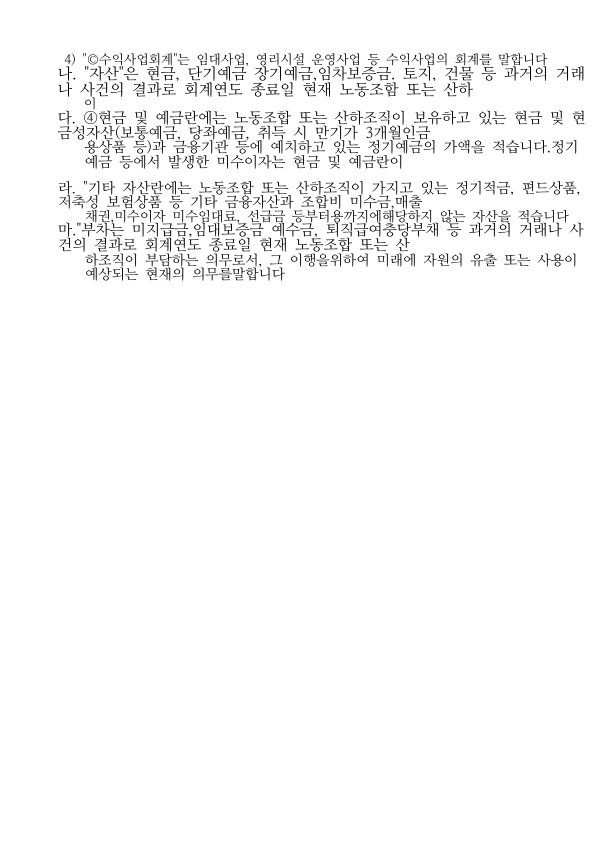 4) "©수익사업회계"는 임대사업, 영리시설 운영사업 등 수익사업의 회계를 말합니다
나. "자산"은 현금, 단기예금 장기예금,임차보증금. 토지, 건물 등 과거의 거래
나 사건의 결과로 회계연도 종료일 현재 노동조합 또는 산하
이
다. ④현금 및 예금란에는 노동조합 또는 산하조직이 보유하고 있는 현금 및 현
금성자산(보통예금, 당좌예금, 취득 시 만기가 3개월인금
용상품 등)과 금융기관 등에 예치하고 있는 정기예금의 가액을 적습니다.정기
예금 등에서 발생한 미수이자는 현금 및 예금란이
라. "기타 자산란에는 노동조합 또는 산하조직이 가지고 있는 정기적금, 펀드상품,
저축성 보험상품 등 기타 금융자산과 조합비 미수금,매출
채권,미수이자 미수임대료, 선급금 등부터용까지에해당하지 않는 자산을 적습니다
마."부차는 미지급금,임대보증금 예수금, 퇴직급여충당부채 등 과거의 거래나 사
건의 결과로 회계연도 종료일 현재 노동조합 또는 산
하조직이 부담하는 의무로서, 그 이행을위하여 미래에 자원의 유출 또는 사용이
예상되는 현재의 의무를말합니다